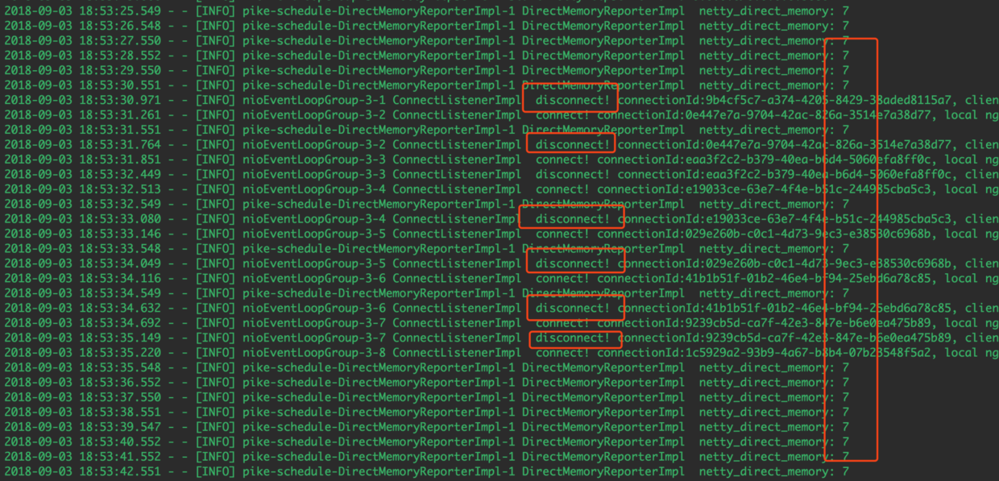 2018-09-03 18:53:25.549 - - [INFO] pike-schedule-DirectMemoryReporterImpl-1 DirectMemoryReporterImpl netty_direct_memory: 7
2018-09-03 18:53:26.548 - - [INFO] pike-schedule-DirectMemoryReporterImpl-1 DirectMemoryReporterImpl netty_direct_memory: 7
2018-09-03 18:53:27.550 - - [INFO] pike-schedule-DirectMemoryReporterImpl-1 DirectMemoryReporterImpl netty_direct_memory: 7
2018-09-03 18:53:28.552 - - [INFO] pike-schedule-DirectMemoryReporterImpl-1 DirectMemoryReporterImpl netty_direct_memory: 7
2018-09-03 18:53:29.550 - - [INFO] pike-schedule-DirectMemoryReporterImpl-1 DirectMemoryReporterImpl netty_direct_memory: 7
2018-09-03 18:53:30.551 - - [INFO] pike-schedule-DirectMemoryReporterImpl-1 DirectMemoryReporterImpl netty_direct_memory: 7
2018-09-03 18:53:30.971 - - [INFO] nioEventLoopGroup-3-1 ConnectListenerImpl disconnect! connectionId:9b4cf5c7-a374-4205-8429-38aded8115a7, clien
2018-09-03 18:53:31.261 - - [INFO] nioEventLoopGroup-3-2 ConnectListenerImpl connect! connectionId:0e447e7a-9704-42ac-826a-3514e7a38d77, local ng
2018-09-03 18:53:31.551 - - [INFO] pike-schedule-DirectMemoryReporterImpl-1 DirectMemoryReporterImpl netty_direct_memory: 7
2018-09-03 18:53:31.764 - - [INFO] nioEventLoopGroup-3-2 ConnectListenerImpl disconnect! connectionId:0e447e7a-9704-42ac-826a-3514e7a38d77, clien
2018-09-03 18:53:31.851 - - [INFO] nioEventLoopGroup-3-3 ConnectListenerImpl connect! connectionId:eaa3f2c2-b379-40ea-b6d4-5060efa8ff0c, local ng
2018-09-03 18:53:32.449 - - [INFO] nioEventLoopGroup-3-3 ConnectListenerImpl disconnect! connectionId:eaa3f2c2-b379-40ea-b6d4-5060efa8ff0c, clien
2018-09-03 18:53:32.513 - - [INFO] nioEventLoopGroup-3-4 ConnectListenerImpl connect! connectionId:e19033ce-63e7-4f4e-b51c-244985cba5c3, local ng
2018-09-03 18:53:32.549 - - [INFO] pike-schedule-DirectMemoryReporterImpl-1 DirectMemoryReporterImpl netty_direct_memory: 7
2018-09-03 18:53:33.080 - - [INFO] nioEventLoopGroup-3-4 ConnectListenerImpl disconnect! connectionId:e19033ce-63e7-4f4e-b51c-244985cba5c3, clien
2018-09-03 18:53:33.146 - - [INFO] nioEventLoopGroup-3-5 ConnectListenerImpl connect! connectionId:029e260b-c0c1-4d73-9ec3-e38530c6968b, local ng
2018-09-03 18:53:33.548 - - [INFO] pike-schedule-DirectMemoryReporterImpl-1 DirectMemoryReporterImpl netty_direct_memory: 7
2018-09-03 18:53:34.049 - - [INFO] nioEventLoopGroup-3-5 ConnectListenerImpl disconnect! connectionId:029e260b-c0c1-4d73-9ec3-e38530c6968b, clien
2018-09-03 18:53:34.116 - - [INFO] nioEventLoopGroup-3-6 ConnectListenerImpl connect! connectionId:41b1b51f-01b2-46e4-bf94-25ebd6a78c85, local ng
2018-09-03 18:53:34.549 - - [INFO] pike-schedule-DirectMemoryReporterImpl-1 DirectMemoryReporterImpl netty_direct_memory: 7
2018-09-03 18:53:34.632 - - [INFO] nioEventLoopGroup-3-6 ConnectListenerImpl disconnect! connectionId:41b1b51f-01b2-46e4-bf94-25ebd6a78c85, clien
2018-09-03 18:53:34.692 - - [INFO] nioEventLoopGroup-3-7 ConnectListenerImpl connect! connectionId:9239cb5d-ca7f-42e3-847e-b6e0ea475b89, local ng
2018-09-03 18:53:35.149 - - [INFO] nioEventLoopGroup-3-7 ConnectListenerImpl disconnect! connectionId:9239cb5d-ca7f-42e3-847e-b6e0ea475b89, clien
2018-09-03 18:53:35.220 - - [INFO] nioEventLoopGroup-3-8 ConnectListenerImpl connect! connectionId:1c5929a2-93b9-4a67-b8b4-07b23548f5a2, local ng
2018-09-03 18:53:35.548 - - [INFO] pike-schedule-DirectMemoryReporterImpl-1 DirectMemoryReporterImpl netty_direct_memory: 7
2018-09-03 18:53:36.552 - - [INFO] pike-schedule-DirectMemoryReporterImpl-1 DirectMemoryReporterImpl netty_direct_memory: 7
2018-09-03 18:53:37.550 - - [INFO] pike-schedule-DirectMemoryReporterImpl-1 DirectMemoryReporterImpl netty_direct_memory: 7
2018-09-03 18:53:38.551 - - [INFO] pike-schedule-DirectMemoryReporterImpl-1 DirectMemoryReporterImpl netty_direct_memory: 7
2018-09-03 18:53:39.547 - - [INFO] pike-schedule-DirectMemoryReporterImpl-1 DirectMemoryReporterImpl netty_direct_memory: 7
2018-09-03 18:53:40.552 - - [INFO] pike-schedule-DirectMemoryReporterImpl-1 DirectMemoryReporterImpl netty_direct_memory: 7
2018-09-03 18:53:41.552 - - [INFO] pike-schedule-DirectMemoryReporterImpl-1 DirectMemoryReporterImpl netty_direct_memory: 7
2018-09-03 18:53:42.551 - - [INFO] pike-schedule-DirectMemoryReporterImpl-1 DirectMemoryReporterImpl netty_direct_memory: 7